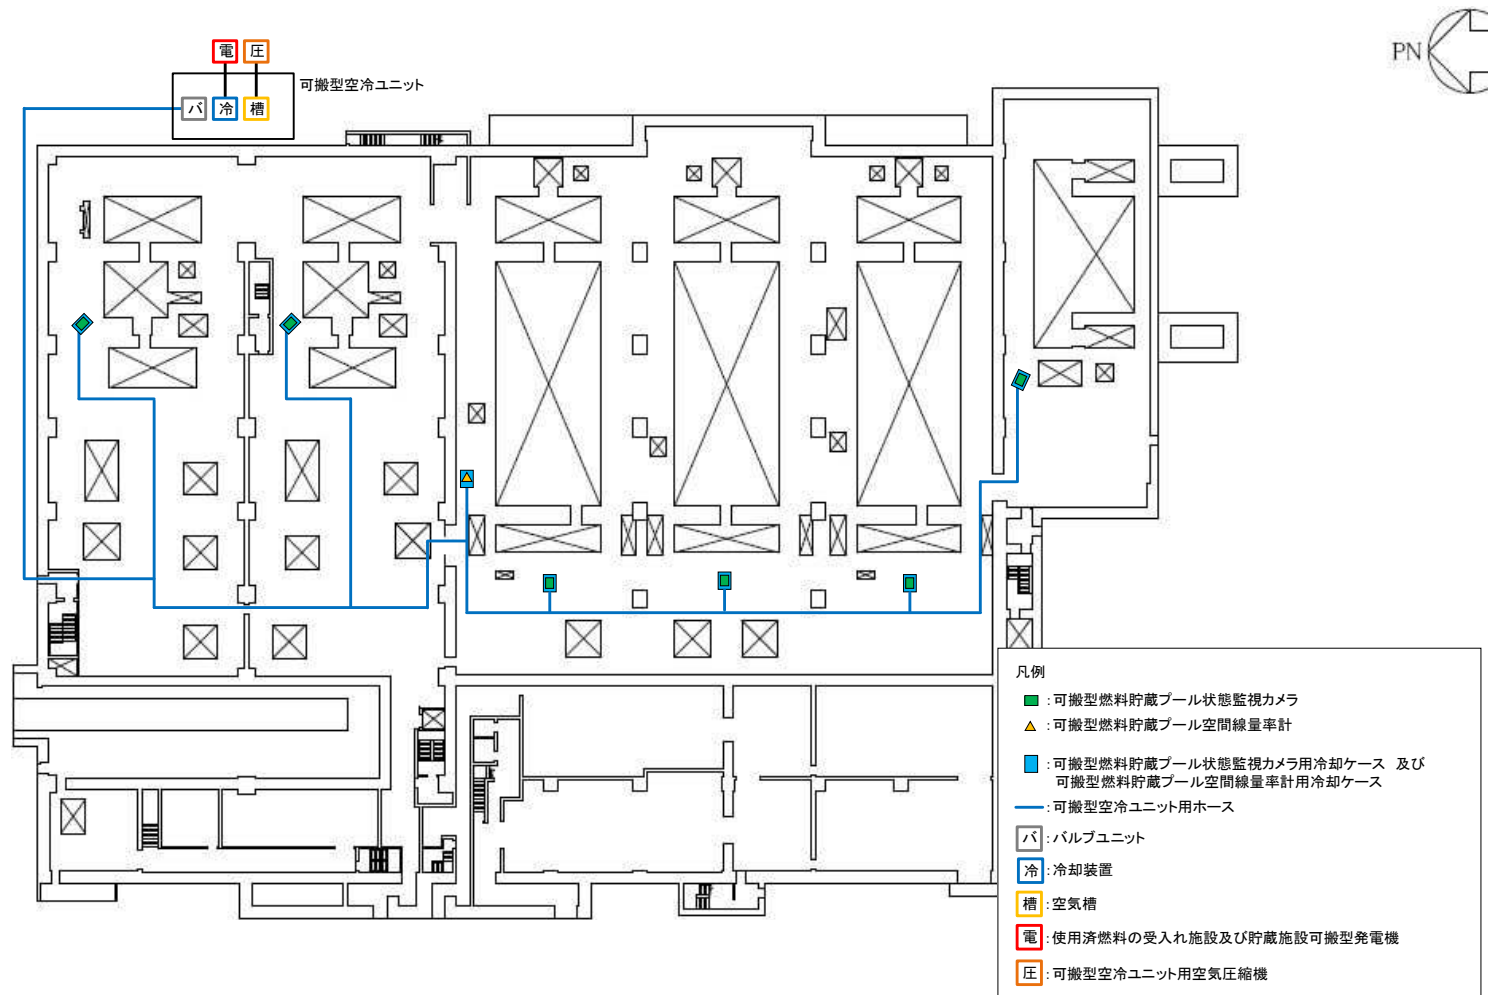 電 圧
可搬型空冷ユニット
バ 冷 槽
PN
凡例
:可搬型燃料貯蔵プール状態監視カメラ
:可搬型燃料貯蔵プール空間線量率計
:可搬型燃料貯蔵プール状態監視カメラ用冷却ケース 及び
可搬型燃料貯蔵プール空間線量率計用冷却ケース
:可搬型空冷ユニット用ホース
バ:バルブユニット
冷:冷却装置
槽:空気槽
電:使用済燃料の受入れ施設及び貯蔵施設可搬型発電機
圧:可搬型空冷ユニット用空気圧縮機